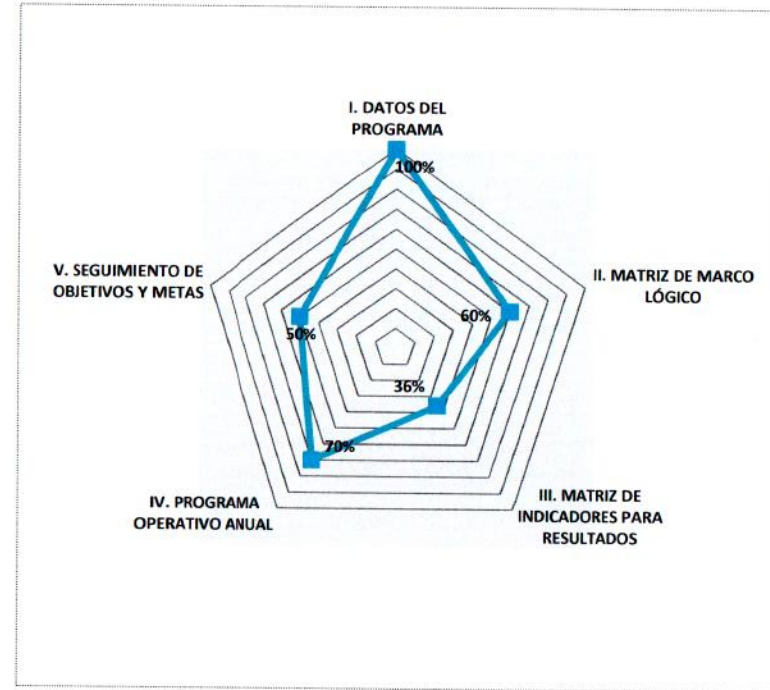 I. DATOS DEL
PROGRAMA
100%
II. MATRIZ DE MARCO
LÓGICO
60%
III. MATRIZ DE
INDICADORES PARA
RESULTADOS
36%
IV. PROGRAMA
OPERATIVO ANUAL
70%
V. SEGUIMIENTO DE
OBJETIVOS Y METAS
50%